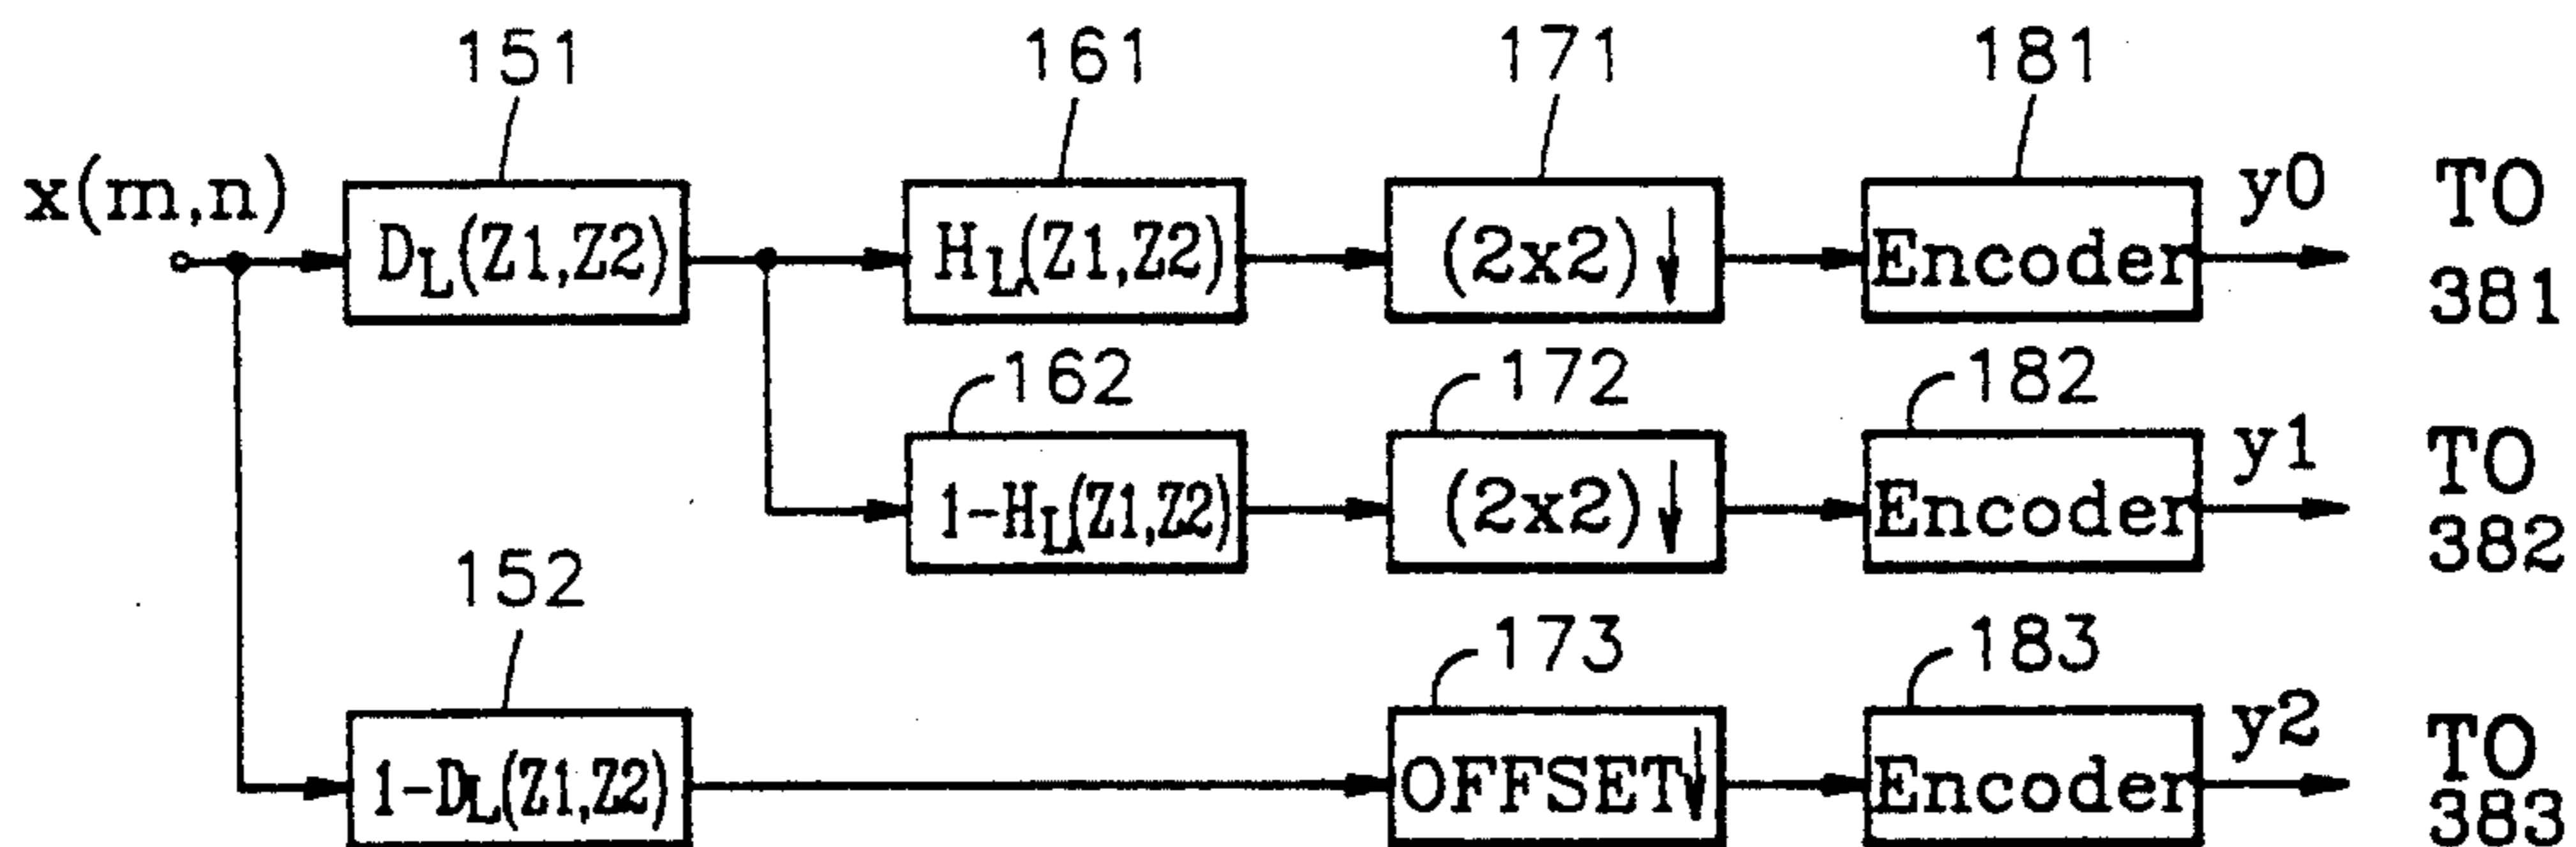 151 161 171 181
x(m,n) DL(Z1,Z2) HL(Z1,Z2) (2x2)↓ Encoder y0 TO 381
162 172 182
1-HL(Z1,Z2) (2x2)↓ Encoder y1 TO 382
152 173 183
1-DL(Z1,Z2) OFFSET↓ Encoder y2 TO 383